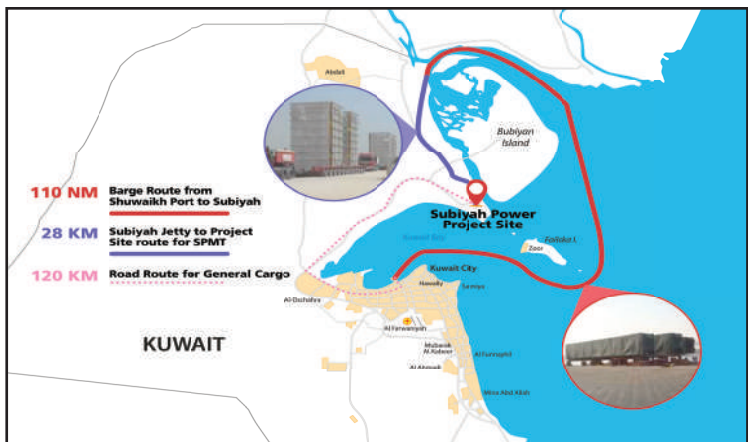 Abdali
Bubiyan
Island
110 NM
Barge Route from
Shuwaikh Port to Subiyah
Subiyah Power
Project Site
28 KM
Subiyah Jetty to Project
Site route for SPMT
Kuwait Bay
Failaka I.
Zoor
120 KM
Road Route for General Cargo
Kuwait City
Hawally
Al-Farwaniyah
KUWAIT
Mubarak
Al Kabeer
Al Ahmadi
Mina Abd Allah